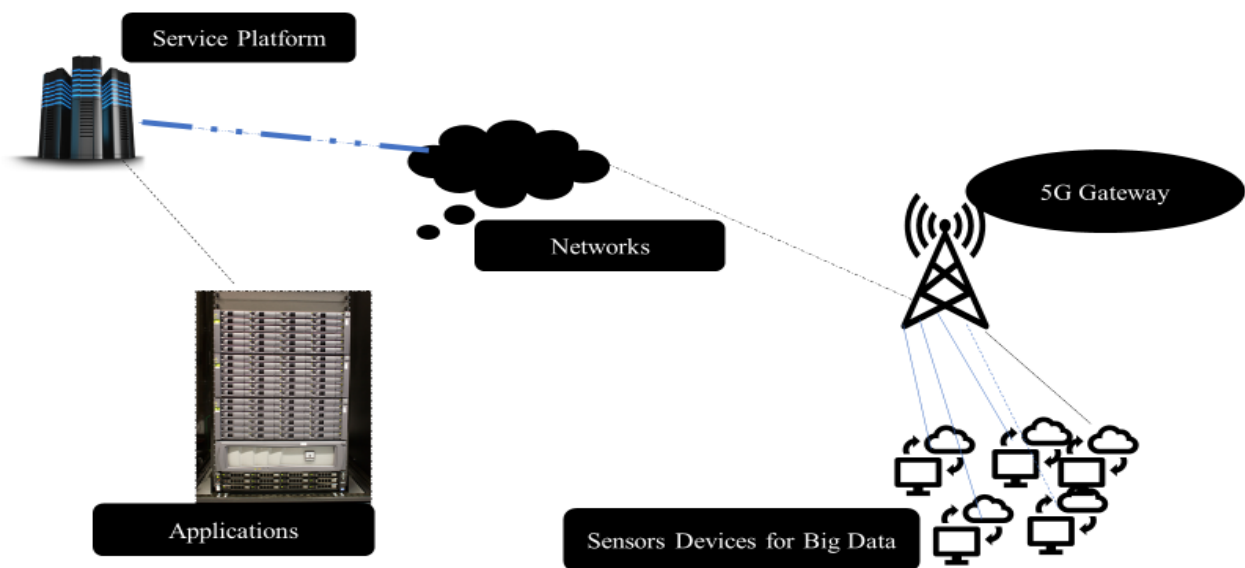 Service Platform
5G Gateway
Networks
Applications
Sensors Devices for Big Data